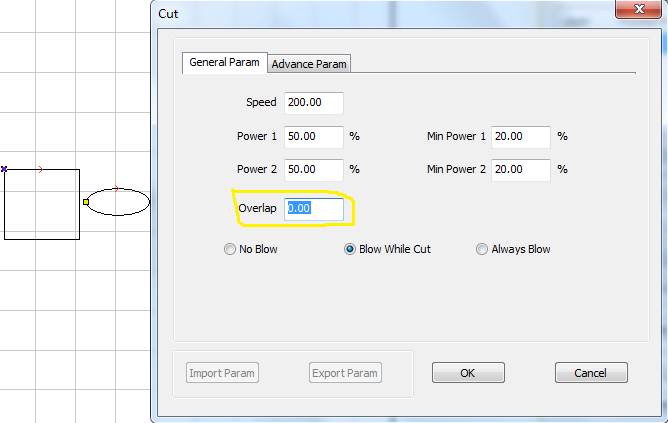 Cut
General Param Advance Param
Speed 200.00
Power 1 50.00 % Min Power 1 20.00 %
Power 2 50.00 % Min Power 2 20.00 %
Overlap 0.00
No Blow Blow While Cut Always Blow
Import Param Export Param OK Cancel